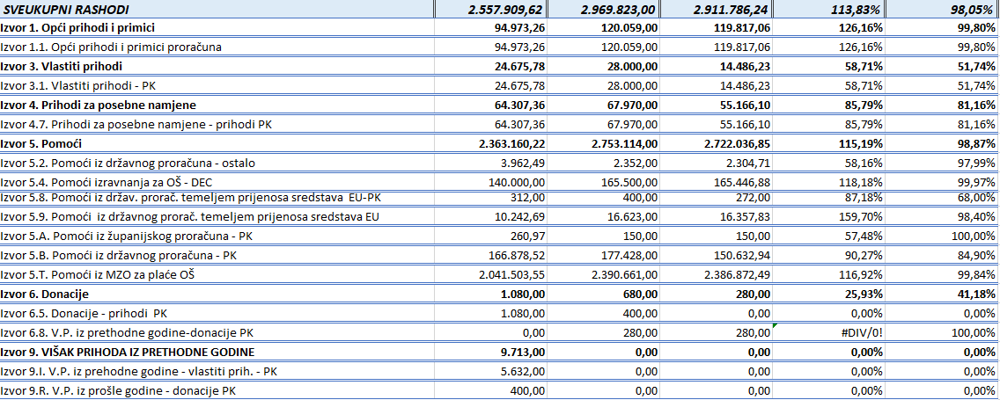 SVEUKUPNI RASHODI 2.557.909,62 2.969.823,00 2.911.786,24 113,83% 98,05%
Izvor 1. Opći prihodi i primici 94.973,26 120.059,00 119.817,06 126,16% 99,80%
Izvor 1.1. Opći prihodi i primici proračuna 94.973,26 120.059,00 119.817,06 126,16% 99,80%
Izvor 3. Vlastiti prihodi 24.675,78 28.000,00 14.486,23 58,71% 51,74%
Izvor 3.1. Vlastiti prihodi - PK 24.675,78 28.000,00 14.486,23 58,71% 51,74%
Izvor 4. Prihodi za posebne namjene 64.307,36 67.970,00 55.166,10 85,79% 81,16%
Izvor 4.7. Prihodi za posebne namjene - prihodi PK 64.307,36 67.970,00 55.166,10 85,79% 81,16%
Izvor 5. Pomoći 2.363.160,22 2.753.114,00 2.722.036,85 115,19% 98,87%
Izvor 5.2. Pomoći iz državnog proračuna - ostalo 3.962,49 2.352,00 2.304,71 58,16% 97,99%
Izvor 5.4. Pomoći izravnanja za OŠ - DEC 140.000,00 165.500,00 165.446,88 118,18% 99,97%
Izvor 5.8. Pomoći iz držav. prorač. temeljem prijenosa sredstava EU-PK 312,00 400,00 272,00 87,18% 68,00%
Izvor 5.9. Pomoći iz državnog prorač. temeljem prijenosa sredstava EU 10.242,69 16.623,00 16.357,83 159,70% 98,40%
Izvor 5.A. Pomoći iz županijskog proračuna - PK 260,97 150,00 150,00 57,48% 100,00%
Izvor 5.B. Pomoći iz državnog proračuna - PK 166.878,52 177.428,00 150.632,94 90,27% 84,90%
Izvor 5.T. Pomoći iz MZO za plaće OŠ 2.041.503,55 2.390.661,00 2.386.872,49 116,92% 99,84%
Izvor 6. Donacije 1.080,00 680,00 280,00 25,93% 41,18%
Izvor 6.5. Donacije - prihodi PK 1.080,00 400,00 0,00 0,00% 0,00%
Izvor 6.8. V.P. iz prethodne godine-donacije PK 0,00 280,00 280,00 #DIV/0! 100,00%
Izvor 9. VIŠAK PRIHODA IZ PRETHODNE GODINE 9.713,00 0,00 0,00 0,00% 0,00%
Izvor 9.I. V.P. iz prehodne godine - vlastiti prih. - PK 5.632,00 0,00 0,00 0,00% 0,00%
Izvor 9.R. V.P. iz prošle godine - donacije PK 400,00 0,00 0,00 0,00% 0,00%